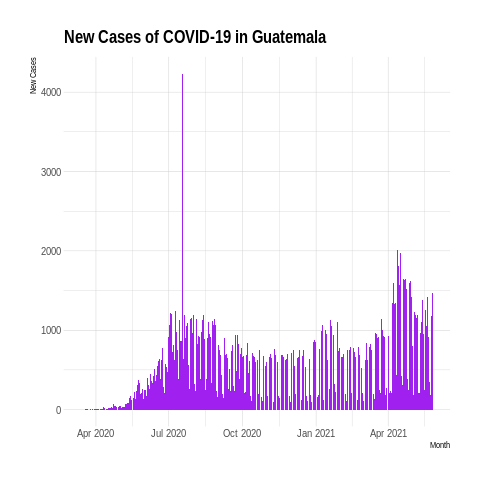 New Cases of COVID-19 in Guatemala
New Cases
4000
3000
2000
1000
0
Apr 2020 Jul 2020 Oct 2020 Jan 2021 Apr 2021
Month